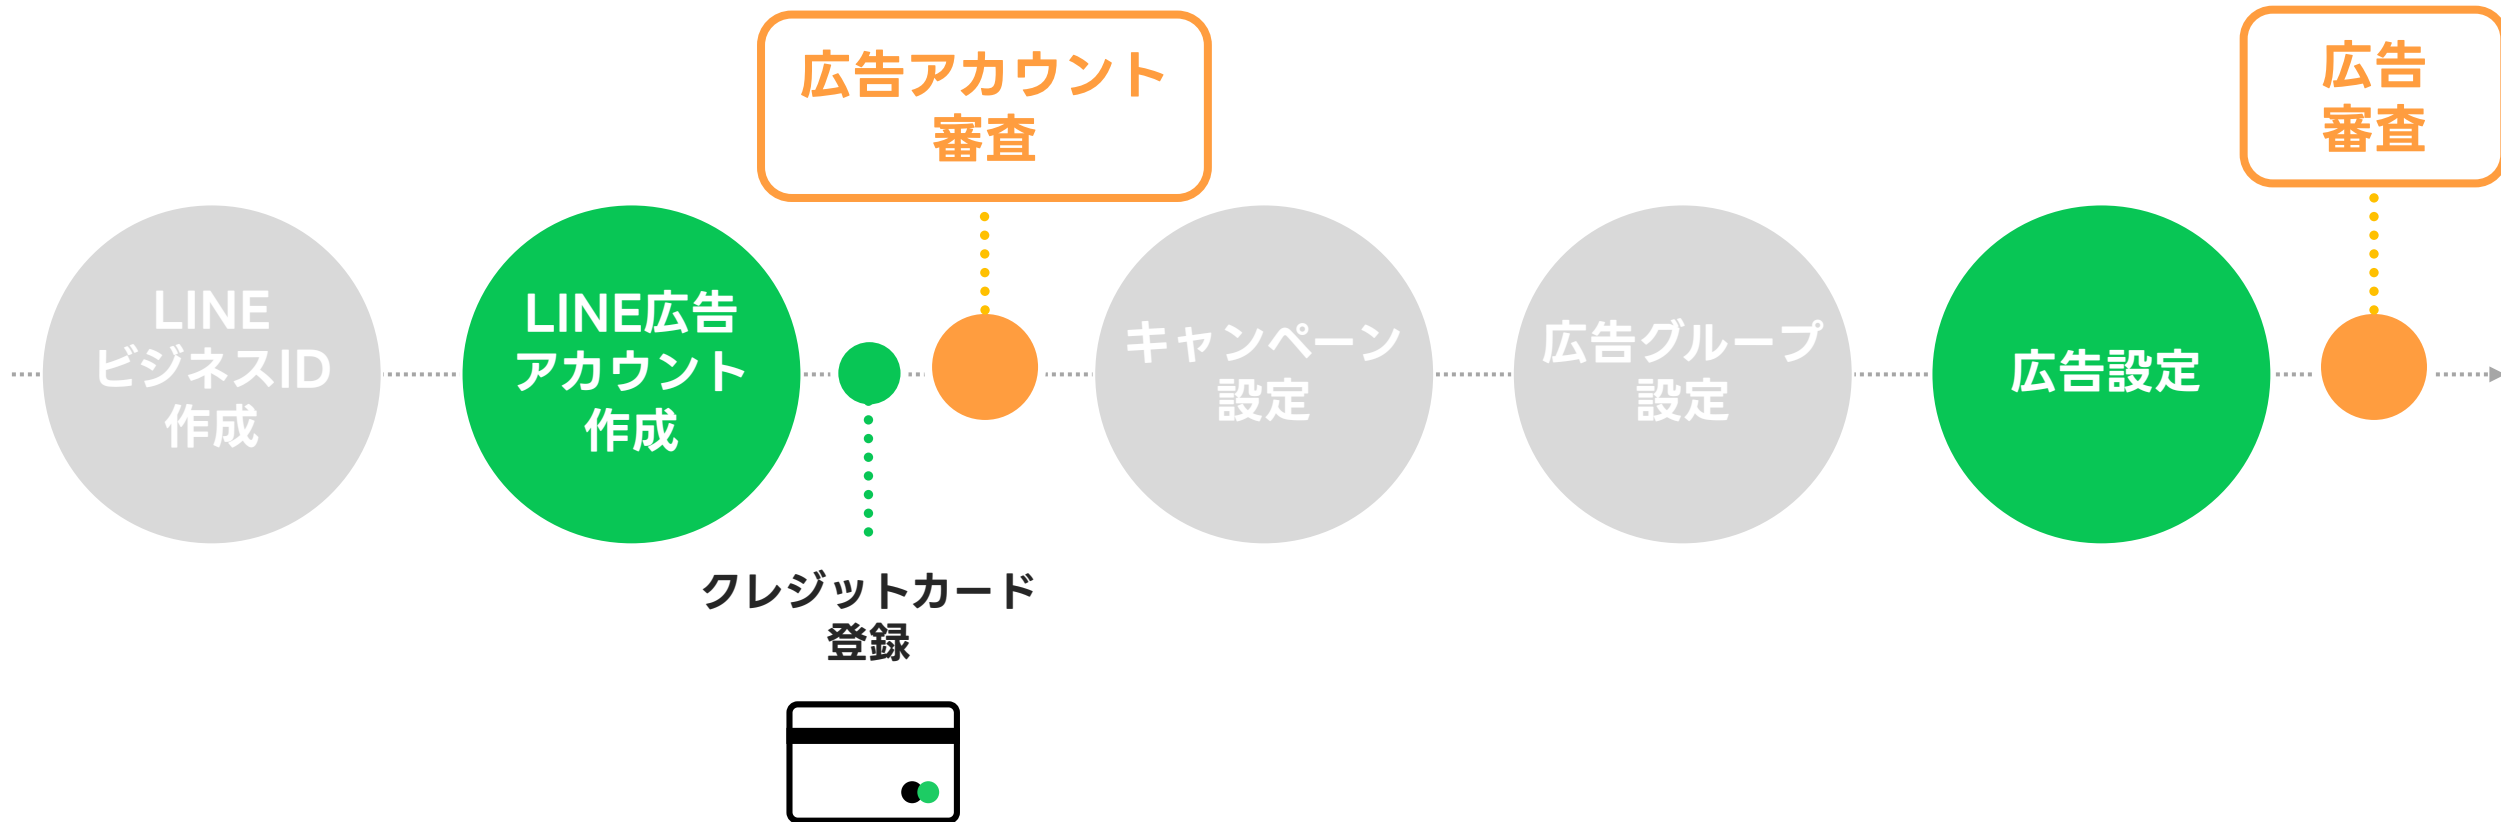 広告アカウント
審査
広告
審査
LINE
ビジネスID
作成
LINE広告
アカウント
作成
キャンペーン
設定
広告グループ
設定
広告設定
クレジットカード
登録